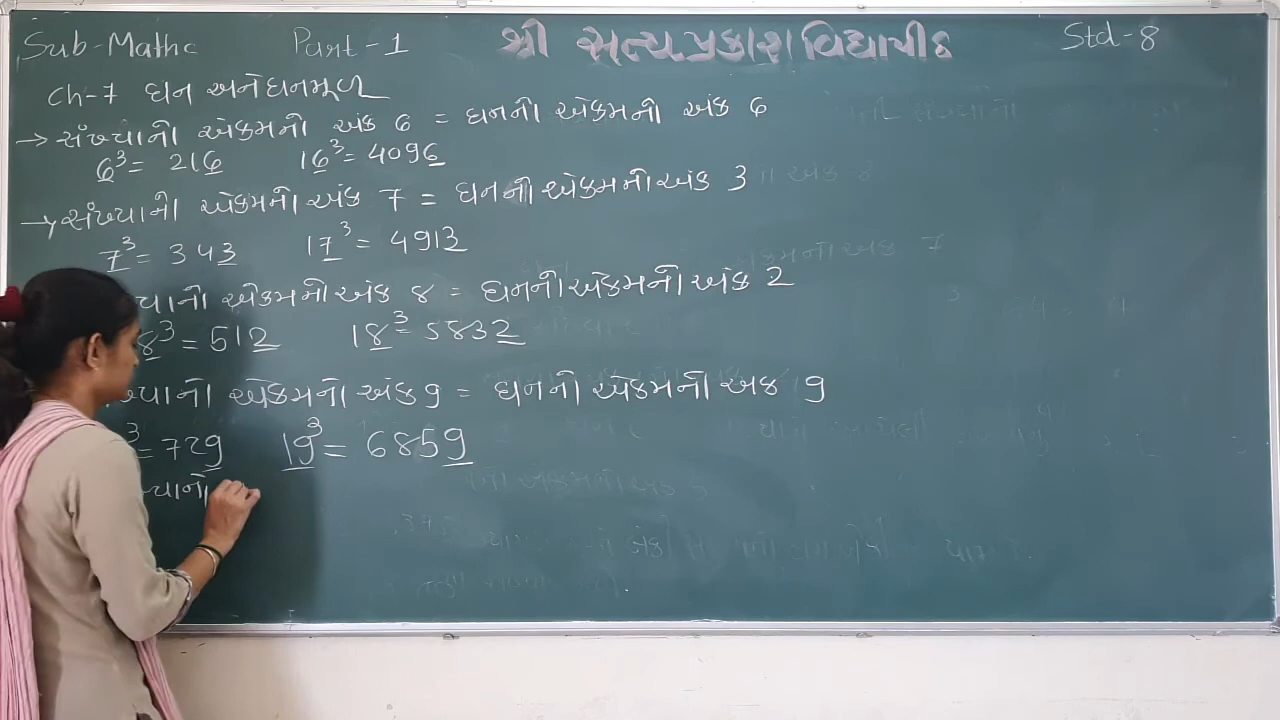 Sub-Maths Part-1 શ્રી સત્યપ્રકાશ વિદ્યાપીઠ Std-8
Ch-7 ઘન અને ઘનમૂળ
→ સંખ્યાનો એકમનો અંક 6 = ઘનનો એકમનો અંક 6
6³ = 216 16³ = 4096
→ સંખ્યાનો એકમનો અંક 7 = ઘનનો એકમનો અંક 3
7³ = 343 17³ = 4913
યાનો એકમનો અંક 8 = ઘનનો એકમનો અંક 2
8³ = 512 18³ = 5832
ખ્યાનો એકમનો અંક 9 = ઘનનો એકમનો અંક 9
³ = 729 19³ = 6859
ખ્યાનો